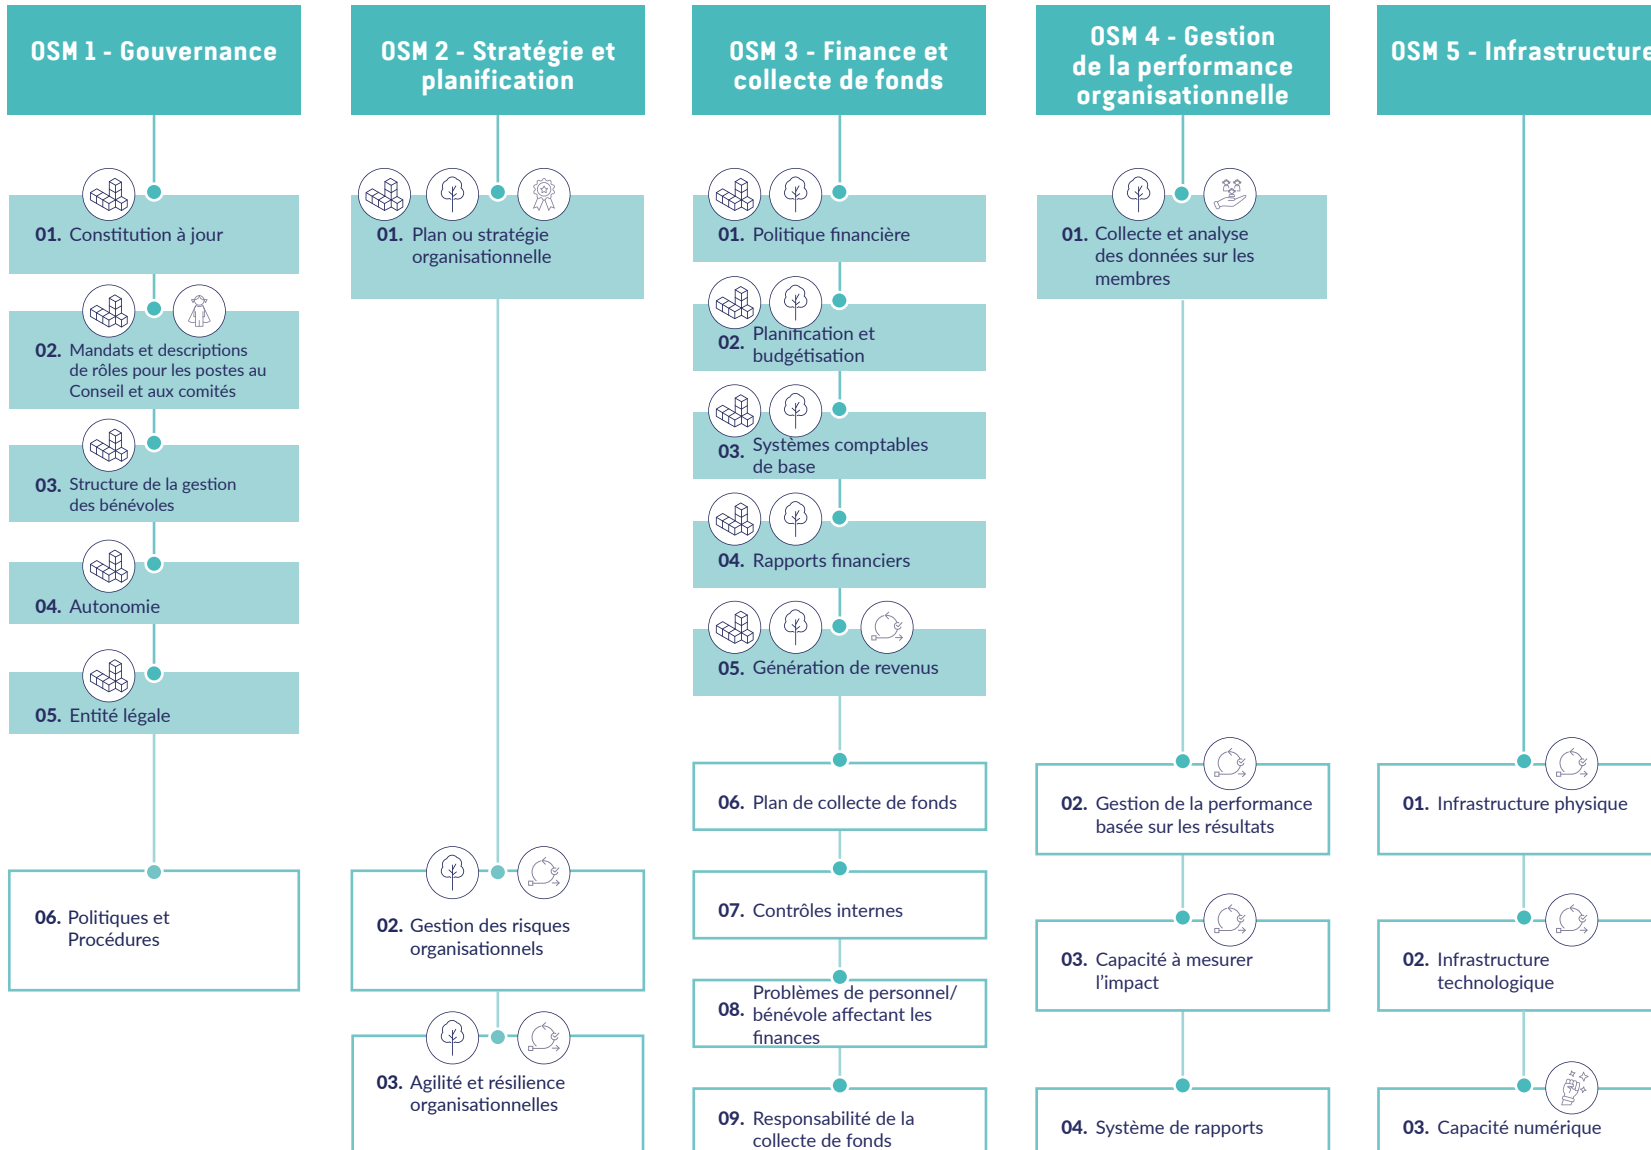 OSM 1 - Gouvernance
01. Constitution à jour
02. Mandats et descriptions
de rôles pour les postes au
Conseil et aux comités
03. Structure de la gestion
des bénévoles
04. Autonomie
05. Entité légale
06. Politiques et
Procédures
OSM 2 - Stratégie et
planification
01. Plan ou stratégie
organisationnelle
02. Gestion des risques
organisationnels
03. Agilité et résilience
organisationnelles
OSM 3 - Finance et
collecte de fonds
01. Politique financière
02. Planification et
budgétisation
03. Systèmes comptables
de base
04. Rapports financiers
05. Génération de revenus
06. Plan de collecte de fonds
07. Contrôles internes
08. Problèmes de personnel/
bénévole affectant les
finances
09. Responsabilité de la
collecte de fonds
OSM 4 - Gestion
de la performance
organisationnelle
01. Collecte et analyse
des données sur les
membres
02. Gestion de la performance
basée sur les résultats
03. Capacité à mesurer
l'impact
04. Système de rapports
OSM 5 - Infrastructure
01. Infrastructure physique
02. Infrastructure
technologique
03. Capacité numérique